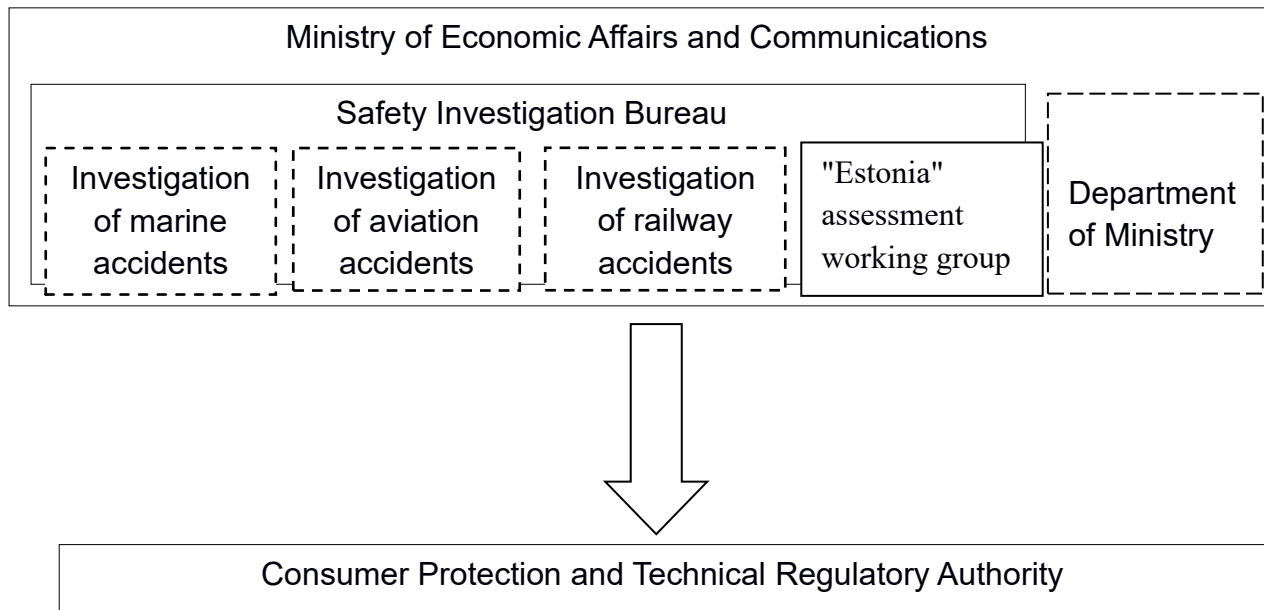 Ministry of Economic Affairs and Communications
Safety Investigation Bureau
Investigation
of marine
accidents
Investigation
of aviation
accidents
Investigation
of railway
accidents
"Estonia"
assessment
working group
Department
of Ministry
Consumer Protection and Technical Regulatory Authority